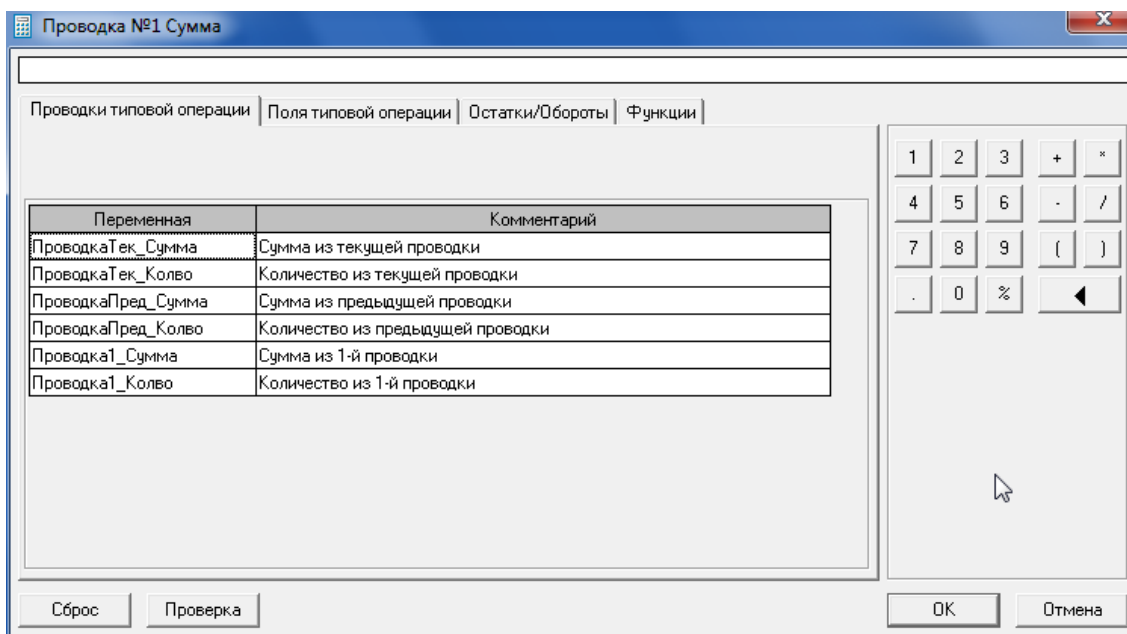 Проводка №1 Сумма
Проводки типовой операции Поля типовой операции Остатки/Обороты Функции
Переменная Комментарий
ПроводкаТек_Сумма Сумма из текущей проводки
ПроводкаТек_Колво Количество из текущей проводки
ПроводкаПред_Сумма Сумма из предыдущей проводки
ПроводкаПред_Колво Количество из предыдущей проводки
Проводка1_Сумма Сумма из 1-й проводки
Проводка1_Колво Количество из 1-й проводки
1 2 3 + *
4 5 6 - /
7 8 9 ( )
. 0 %
Сброс Проверка OK Отмена